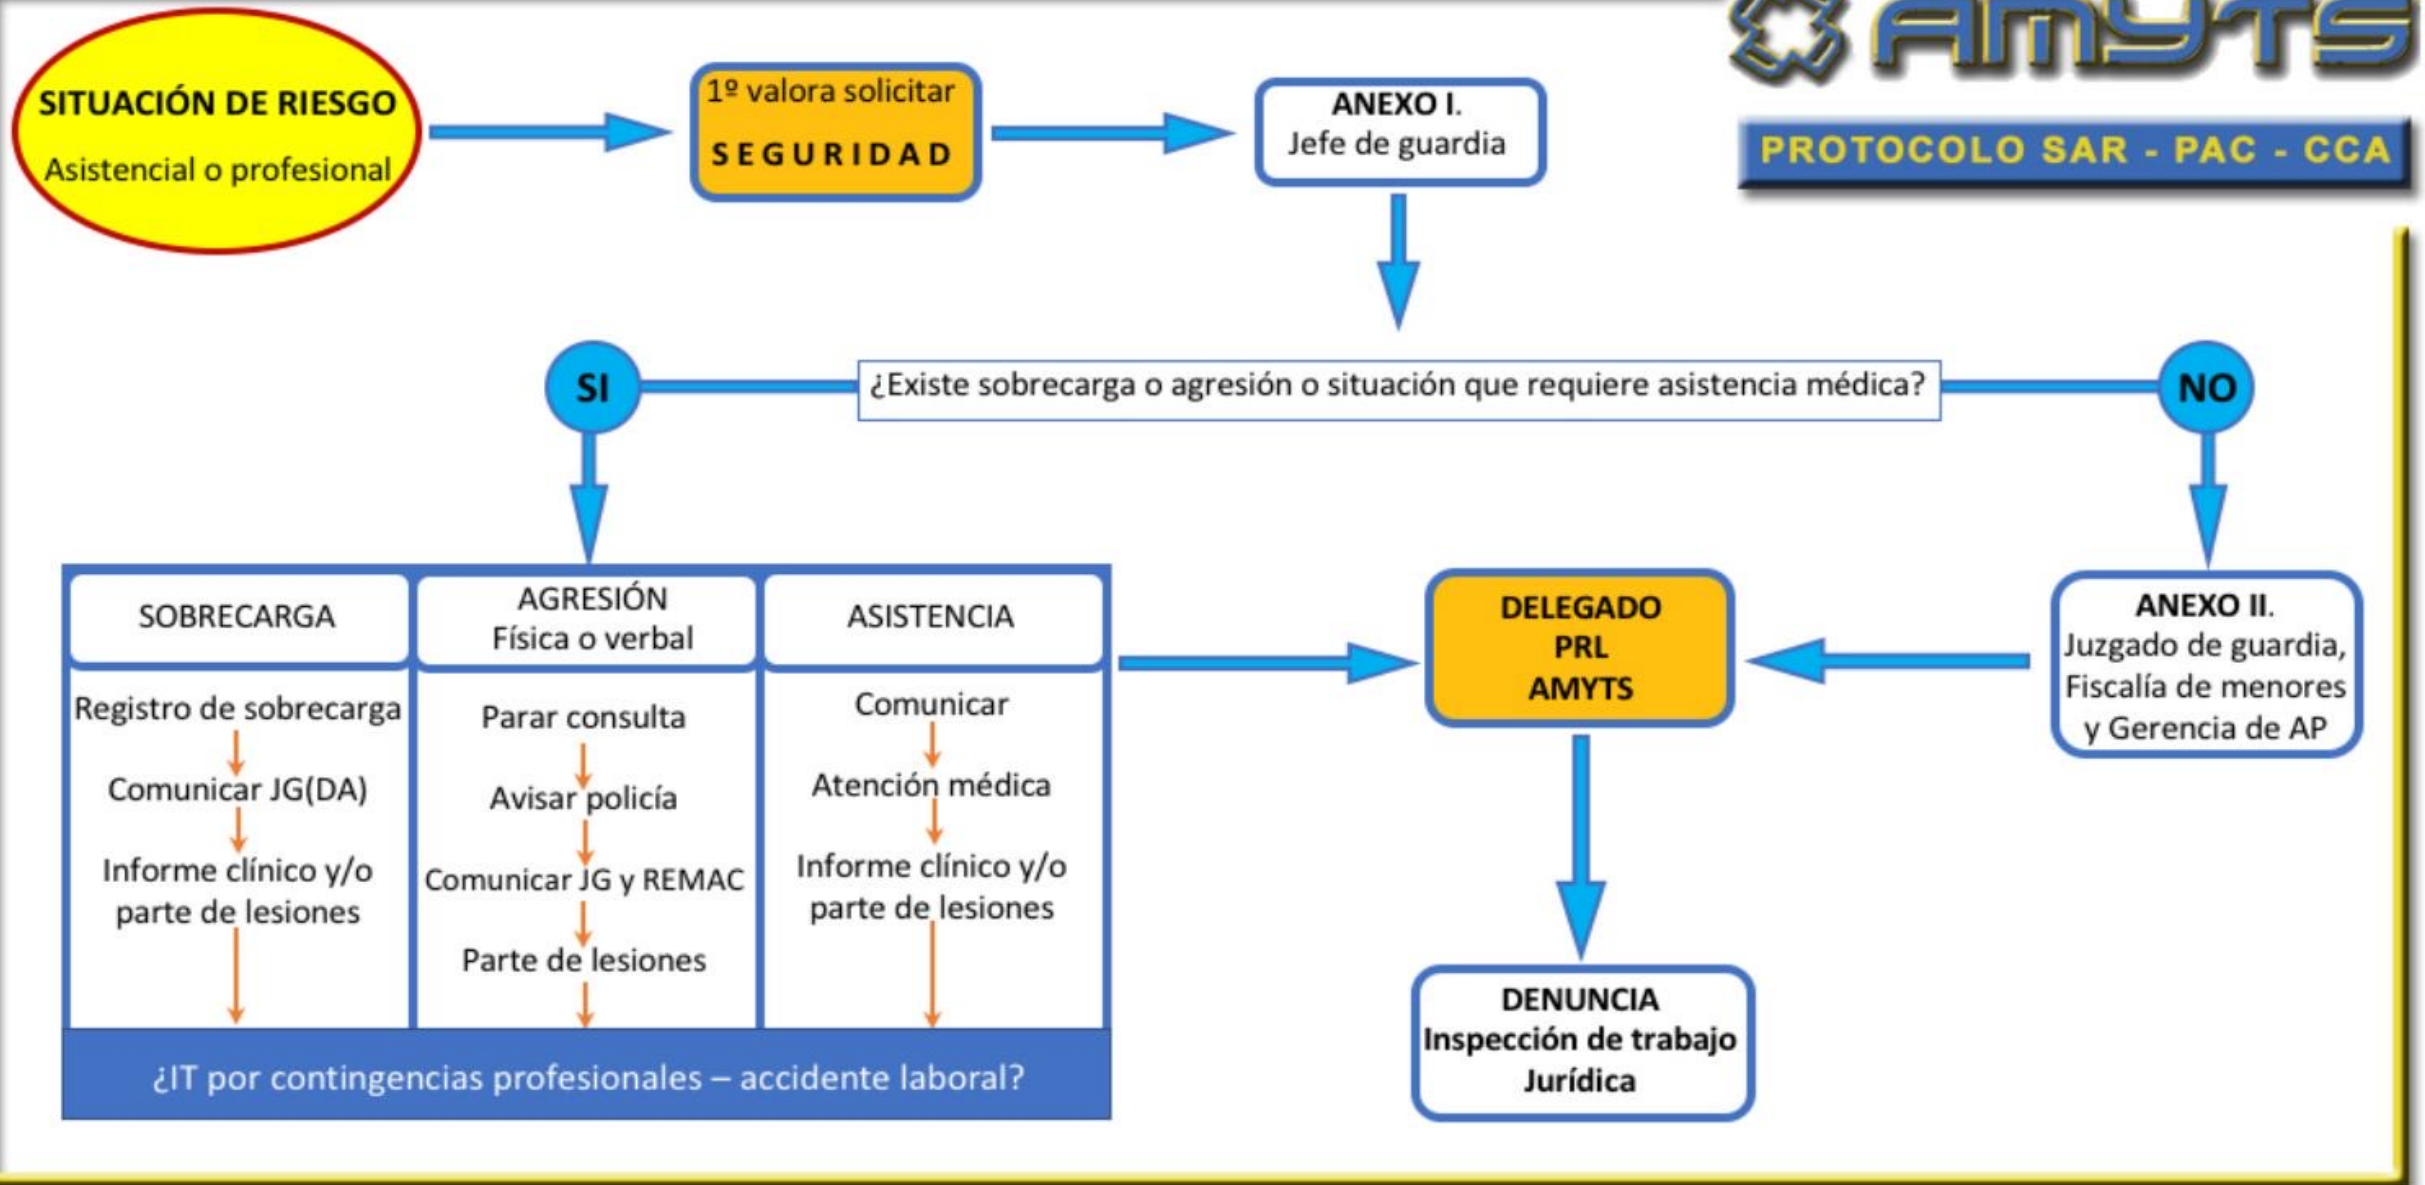 AMYTS
PROTOCOLO SAR - PAC - CCA
SITUACIÓN DE RIESGO
Asistencial o profesional
1º valora solicitar
SEGURIDAD
ANEXO I.
Jefe de guardia
SI
¿Existe sobrecarga o agresión o situación que requiere asistencia médica?
NO
SOBRECARGA
Registro de sobrecarga
Comunicar JG(DA)
Informe clínico y/o
parte de lesiones
AGRESIÓN
Física o verbal
Parar consulta
Avisar policía
Comunicar JG y REMAC
Parte de lesiones
ASISTENCIA
Comunicar
Atención médica
Informe clínico y/o
parte de lesiones
¿IT por contingencias profesionales – accidente laboral?
DELEGADO
PRL
AMYTS
ANEXO II.
Juzgado de guardia,
Fiscalía de menores
y Gerencia de AP
DENUNCIA
Inspección de trabajo
Jurídica